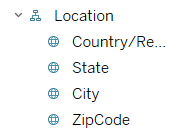 Location
Country/Re...
State
City
ZipCode